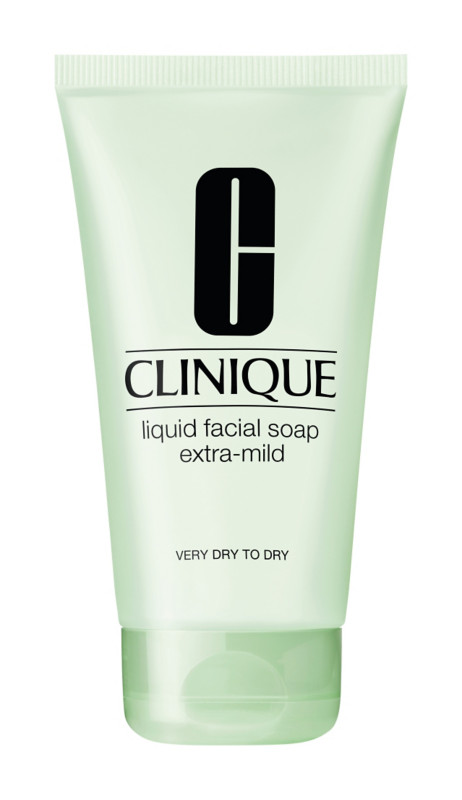 C
CLINIQUE
liquid facial soap
extra-mild
VERY DRY TO DRY